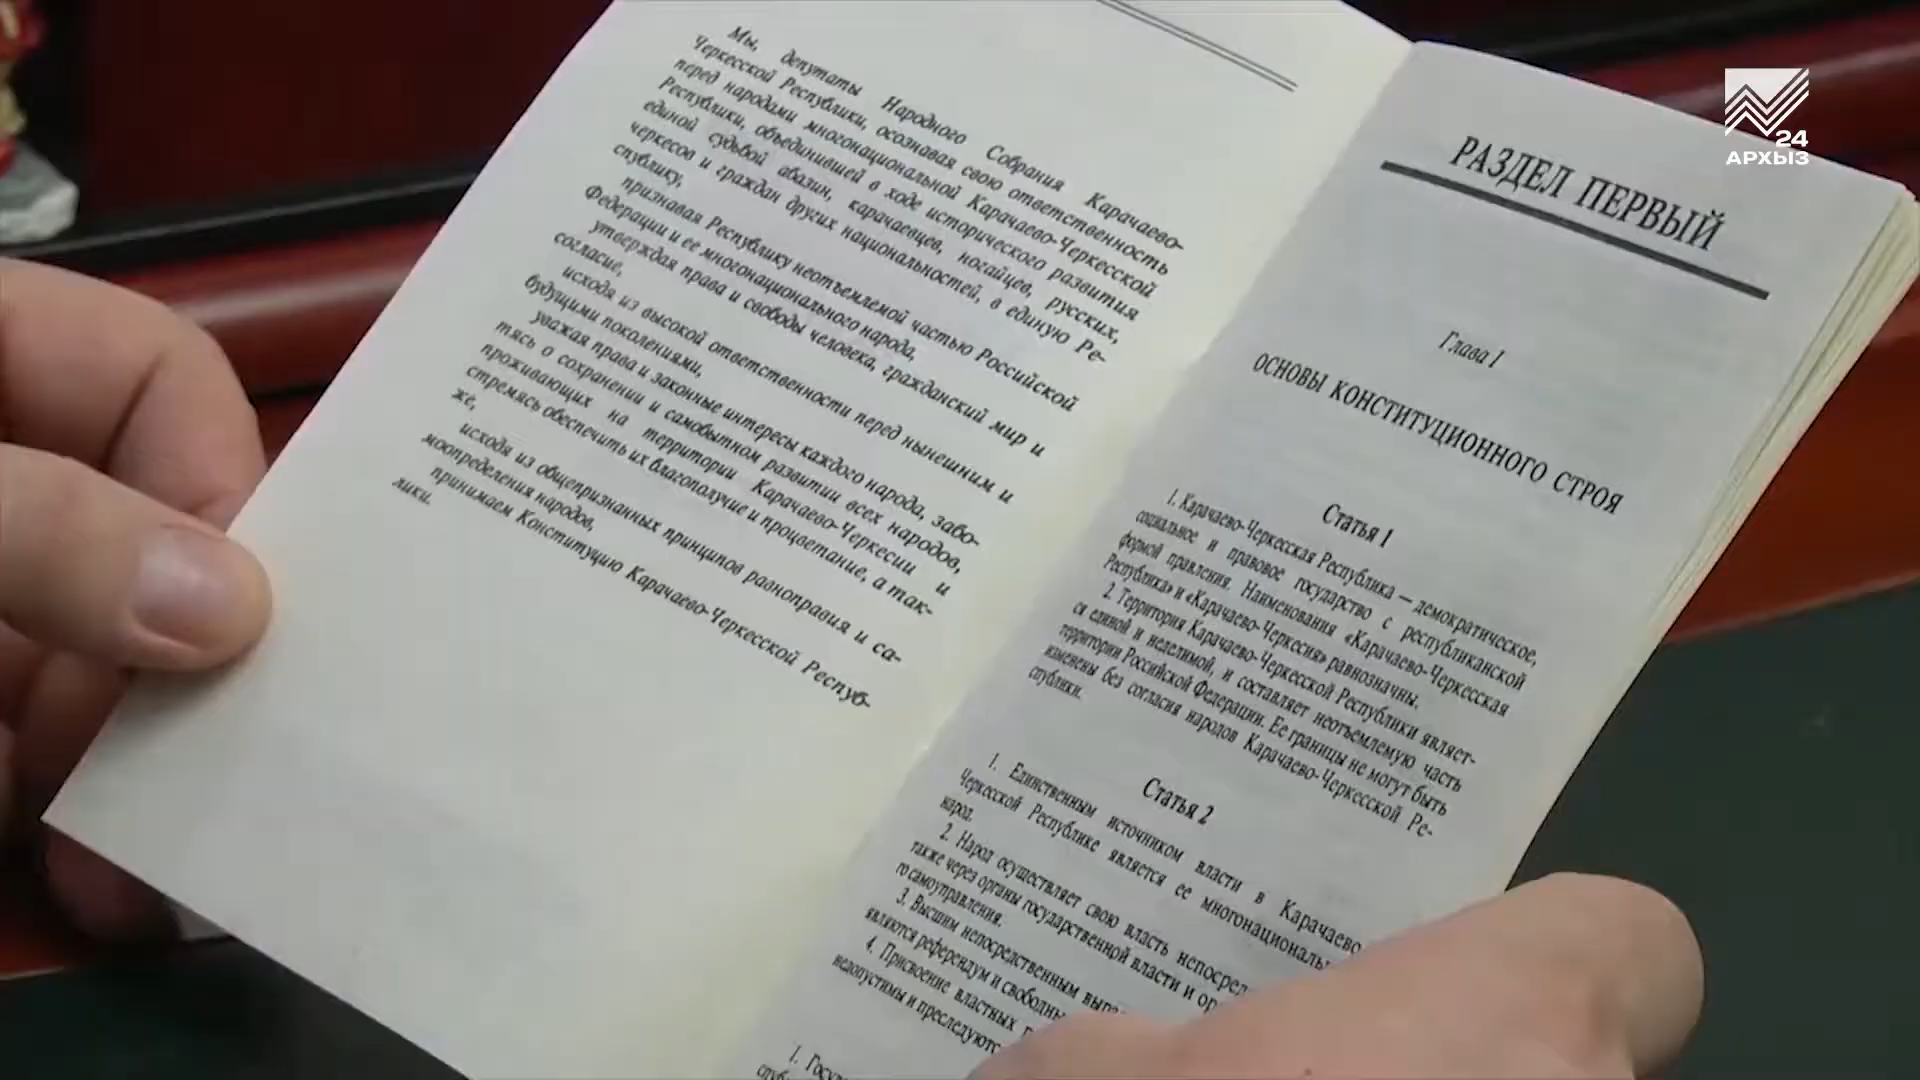 Мы, депутаты Народного Собрания Карачаево-
Черкесской Республики, осознавая свою ответственность
перед народами многонациональной Карачаево-Черкесской
Республики, объединившей в ходе исторического развития
единой судьбой абазин, карачаевцев, ногайцев, русских,
черкесов и граждан других национальностей, в единую Ре-
спублику,
признавая Республику неотъемлемой частью Российской
Федерации и ее многонационального народа,
утверждая права и свободы человека, гражданский мир и
согласие,
исходя из высокой ответственности перед нынешним и
будущими поколениями,
уважая права и законные интересы каждого народа, забо-
тясь о сохранении и самобытном развитии всех народов,
проживающих на территории Карачаево-Черкесии и
стремясь обеспечить их благополучие и процветание, а так-
же,
исходя из общепризнанных принципов равноправия и са-
моопределения народов,
принимаем Конституцию Карачаево-Черкесской Респуб-
лики.
РАЗДЕЛ ПЕРВЫЙ
Глава I
ОСНОВЫ КОНСТИТУЦИОННОГО СТРОЯ
Статья 1
1. Карачаево-Черкесская Республика — демократическое,
социальное и правовое государство с республиканской
формой правления. Наименования «Карачаево-Черкесская
Республика» и «Карачаево-Черкесия» равнозначны.
2. Территория Карачаево-Черкесской Республики являет-
ся единой и неделимой, и составляет неотъемлемую часть
территории Российской Федерации. Ее границы не могут быть
изменены без согласия народов Карачаево-Черкесской Ре-
спублики.
Статья 2
1. Единственным источником власти в Карачаево
Черкесской Республике является ее многонациональ
народ.
2. Народ осуществляет свою власть непосред
также через органы государственной власти и ор
го самоуправления.
3. Высшим непосредственным выра
являются референдум и свободн
4. Присвоение властных
недопустимы и преследуютс
1. Госу
24
АРХЫЗ